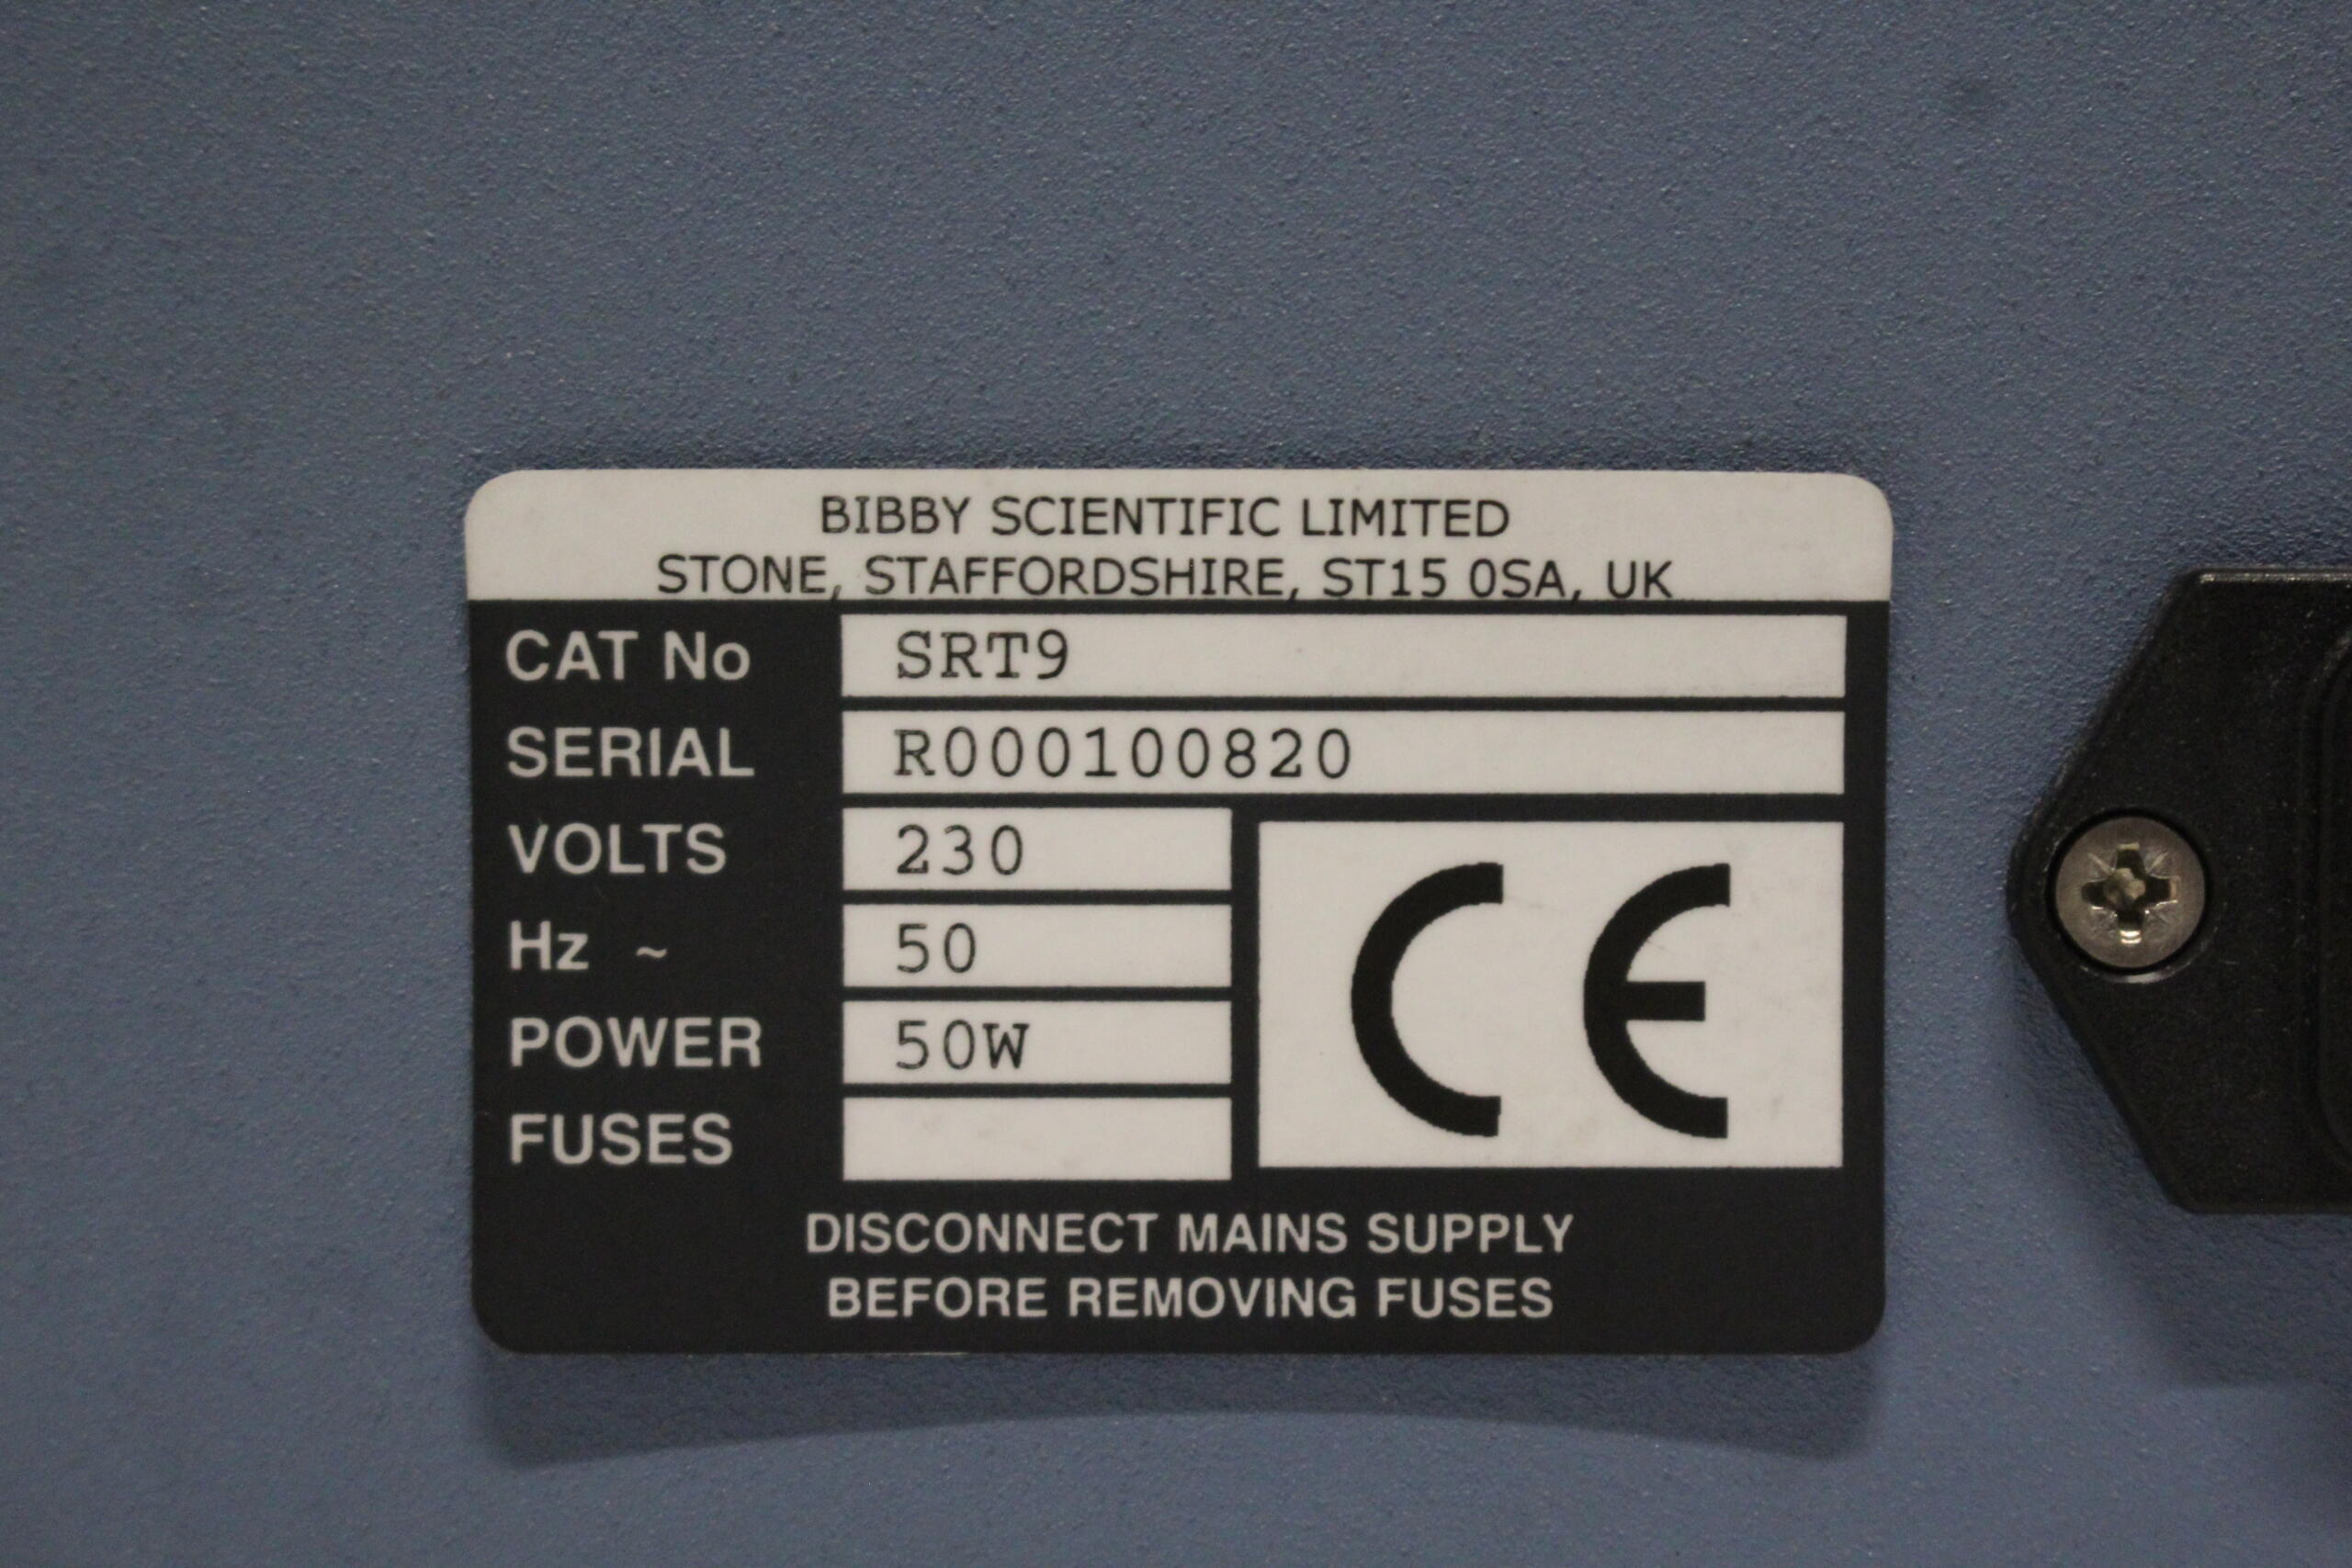 BIBBY SCIENTIFIC LIMITED
STONE, STAFFORDSHIRE, ST15 0SA, UK
CAT No SRT9
SERIAL R000100820
VOLTS 230
Hz ~ 50
POWER 50W
FUSES
CE
DISCONNECT MAINS SUPPLY
BEFORE REMOVING FUSES